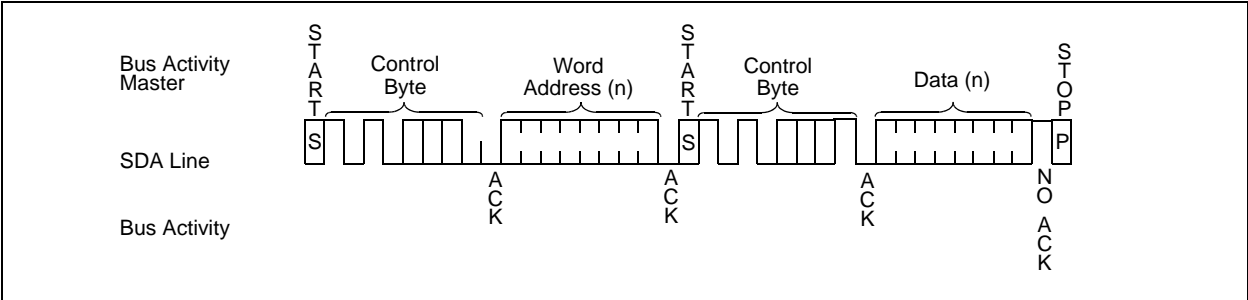 Bus Activity
Master
START
Control
Byte
Word
Address (n)
START
Control
Byte
Data (n)
STOP
SDA Line
S
S
P
ACK
ACK
ACK
NO ACK
Bus Activity